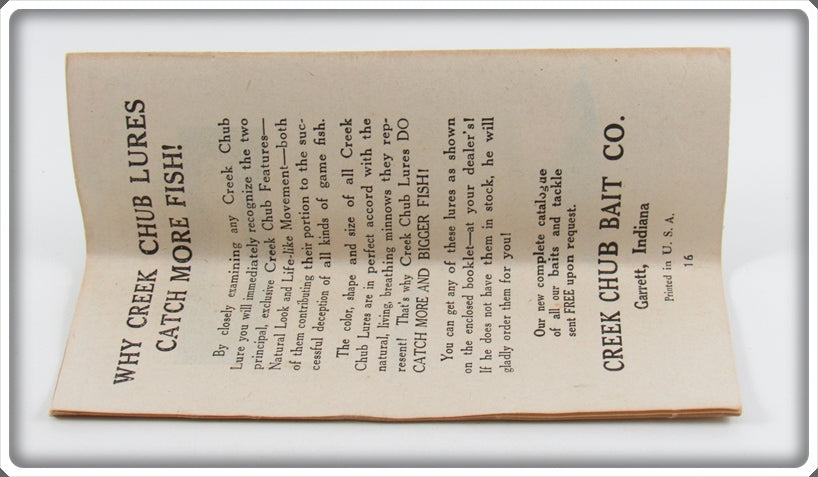 WHY CREEK CHUB LURES
CATCH MORE FISH!
By closely examining any Creek Chub
Lure you will immediately recognize the two
principal, exclusive Creek Chub Features—
Natural Look and Life-like Movement—both
of them contributing their portion to the suc-
cessful deception of all kinds of game fish.
The color, shape and size of all Creek
Chub Lures are in perfect accord with the
natural, living, breathing minnows they rep-
resent! That's why Creek Chub Lures DO
CATCH MORE AND BIGGER FISH!
You can get any of these lures as shown
on the enclosed booklet—at your dealer's!
If he does not have them in stock, he will
gladly order them for you!
Our new complete catalogue
of all our baits and tackle
sent FREE upon request.
CREEK CHUB BAIT CO.
Garrett, Indiana
Printed in U. S. A.
16